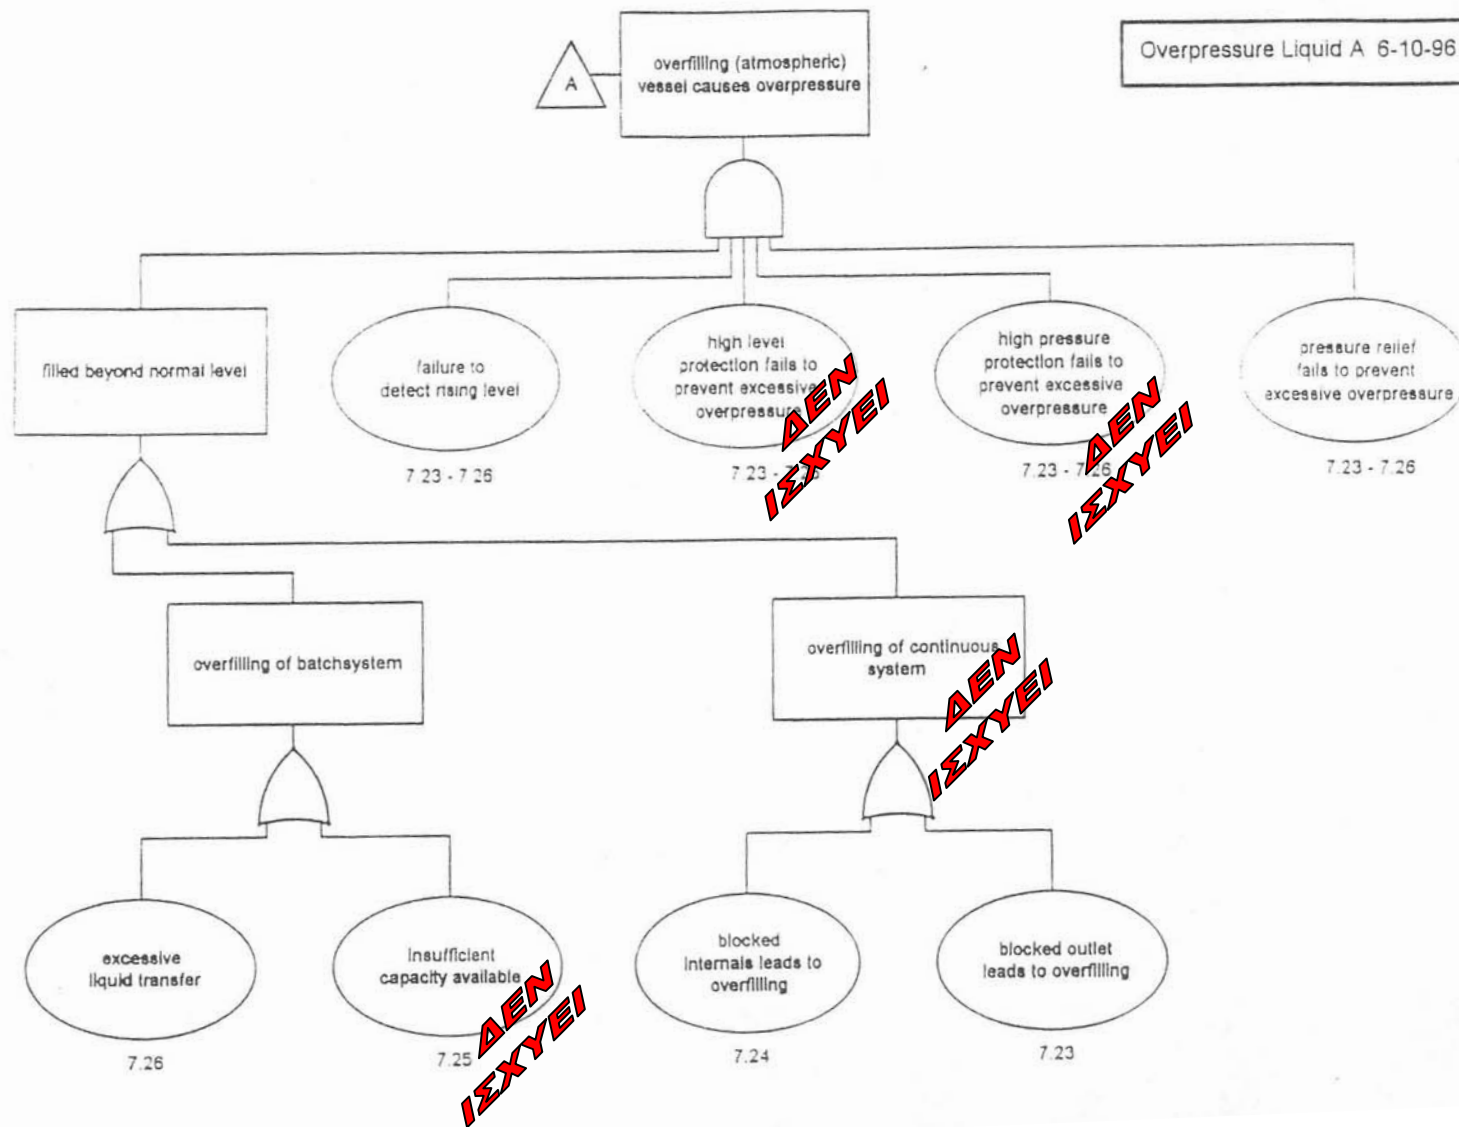 Overpressure Liquid A 6-10-96
A
overfilling (atmospheric)
vessel causes overpressure
filled beyond normal level
failure to
detect rising level
7.23 - 7.26
high level
protection fails to
prevent excessive
overpressure
7.23 - 7.26
ΔΕΝ
ΙΣΧΥΕΙ
high pressure
protection fails to
prevent excessive
overpressure
7.23 - 7.26
ΔΕΝ
ΙΣΧΥΕΙ
pressure relief
fails to prevent
excessive overpressure
7.23 - 7.26
overfilling of batchsystem
overfilling of continuous
system
ΔΕΝ
ΙΣΧΥΕΙ
excessive
liquid transfer
7.26
insufficient
capacity available
7.25
ΔΕΝ
ΙΣΧΥΕΙ
blocked
internals leads to
overfilling
7.24
blocked outlet
leads to overfilling
7.23